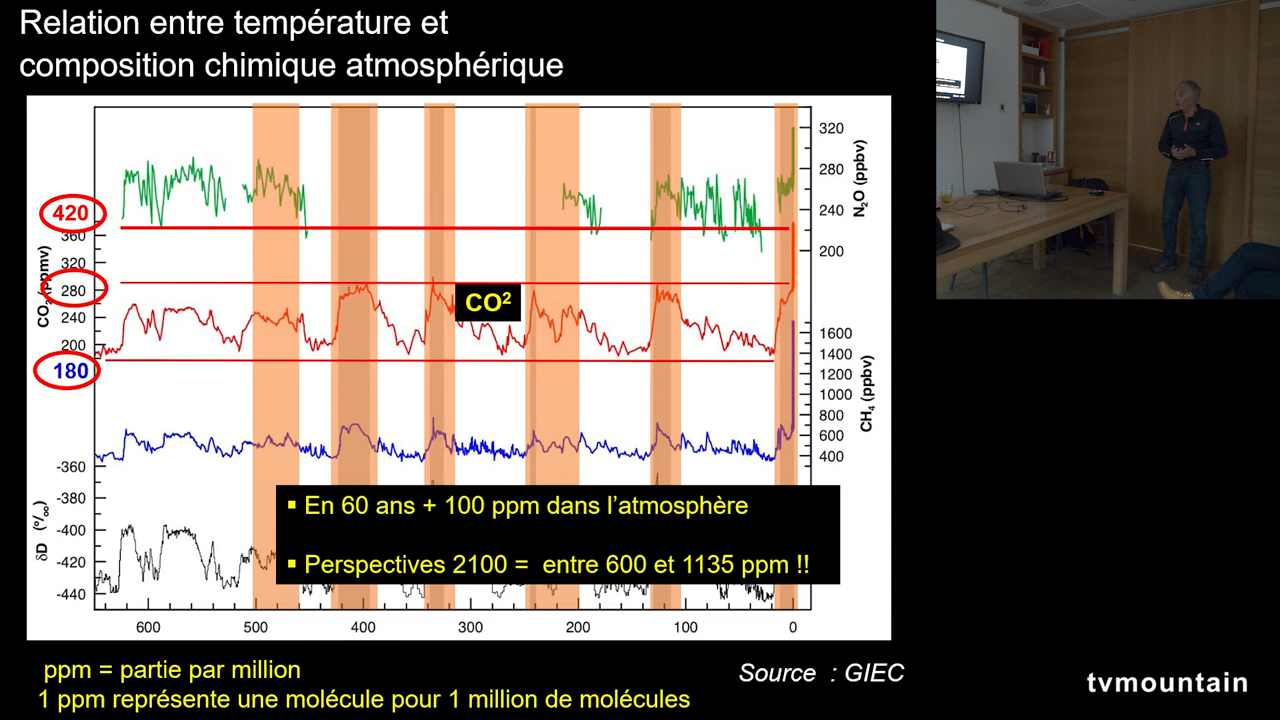 Relation entre température et
composition chimique atmosphérique
420
360
320
280
240
200
180
CO₂ (ppmv)
320
280
240
200
N₂O (ppbv)
CO²
1600
1400
1200
1000
800
600
400
CH₄ (ppbv)
-360
-380
-400
-420
-440
δD (°/₀₀)
▪ En 60 ans + 100 ppm dans l’atmosphère
▪ Perspectives 2100 = entre 600 et 1135 ppm !!
600 500 400 300 200 100 0
ppm = partie par million
1 ppm représente une molécule pour 1 million de molécules
Source : GIEC
tvmountain